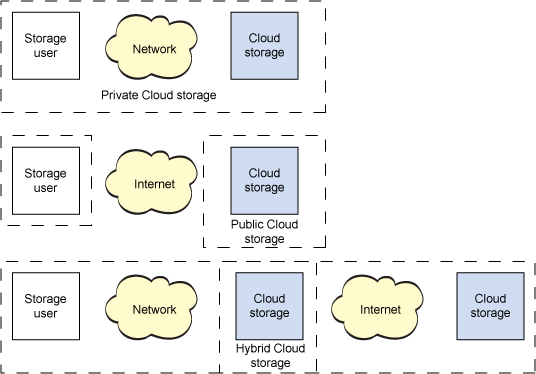 Storage
user
Network
Cloud
storage
Private Cloud storage
Storage
user
Internet
Cloud
storage
Public Cloud
storage
Storage
user
Network
Cloud
storage
Internet
Cloud
storage
Hybrid Cloud
storage